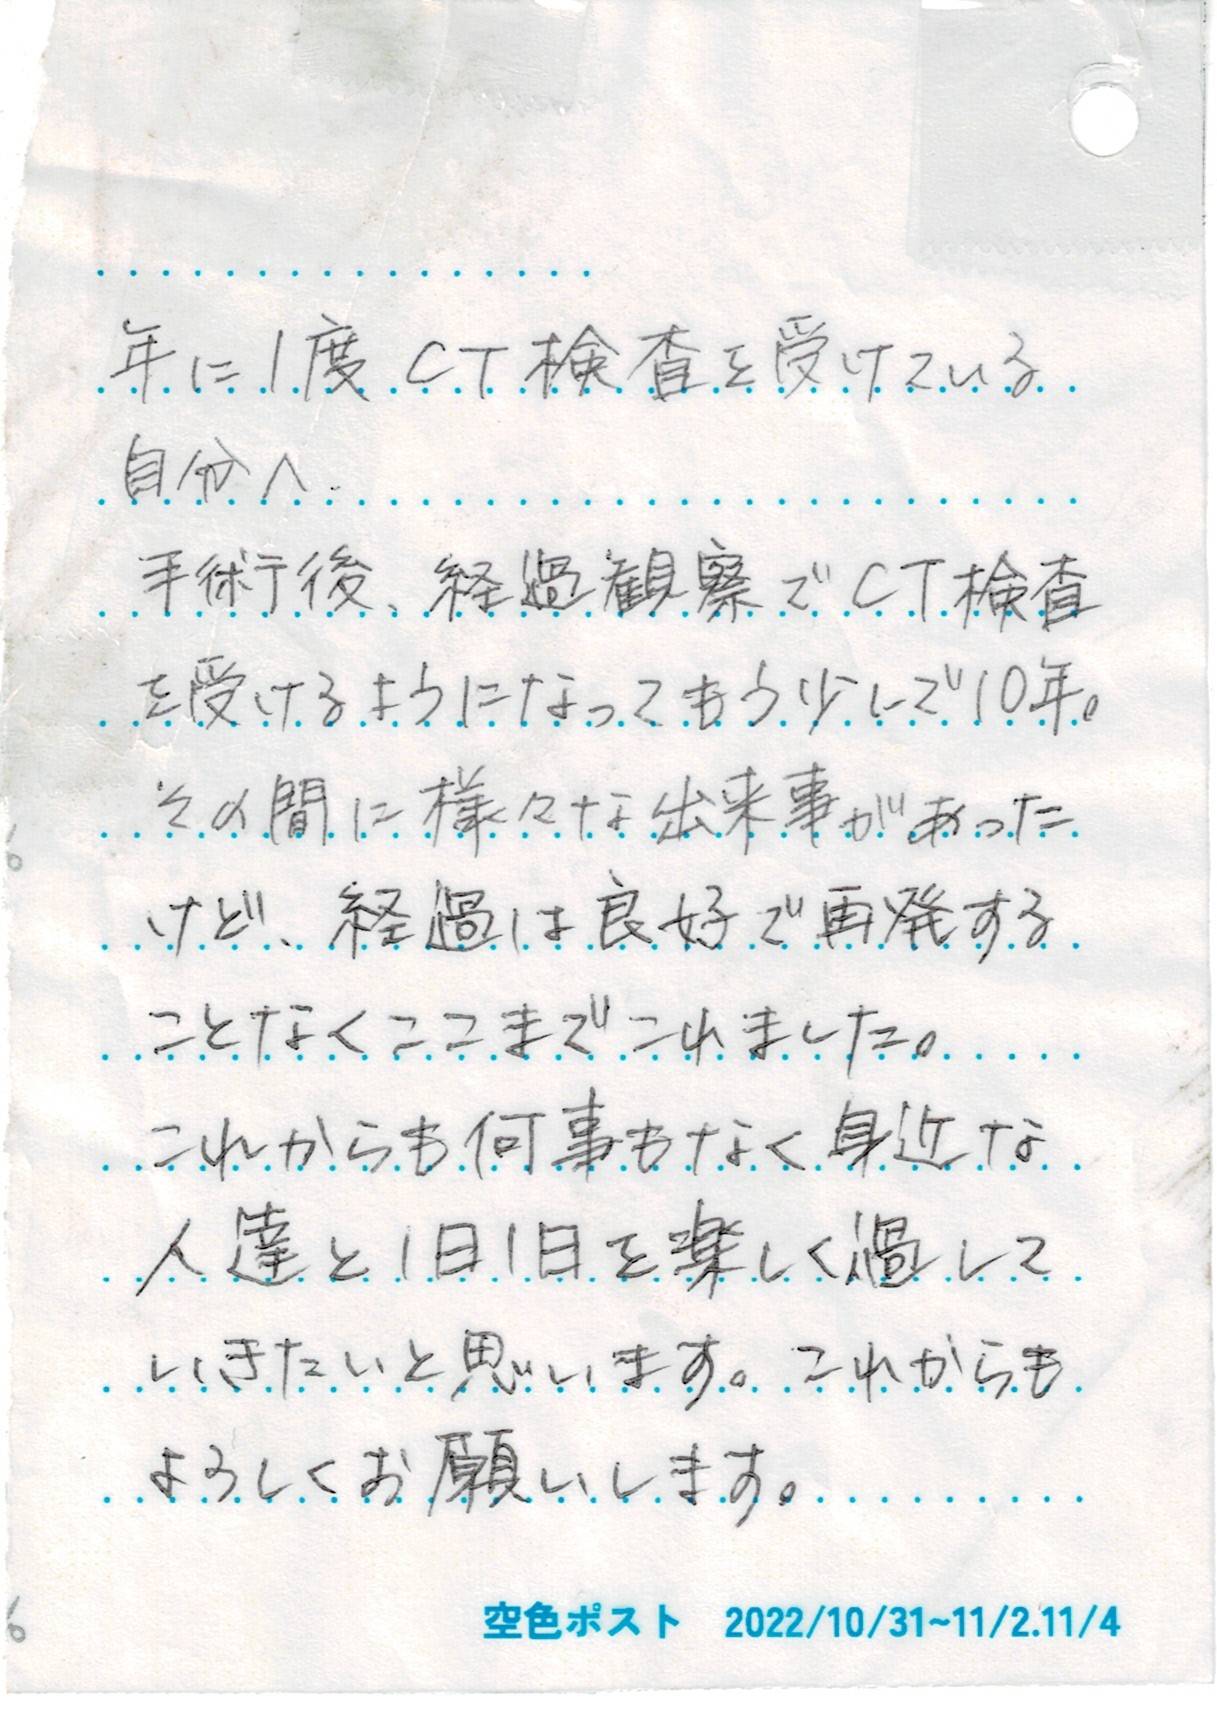 年に1度CT検査を受けている
自分へ
手術後、経過観察でCT検査
を受けるようになってもう少しで10年。
その間に様々な出来事があった
けど、経過は良好で再発する
ことなくここまでこれました。
これからも何事もなく身近な
人達と1日1日を楽しく過して
いきたいと思います。これからも
よろしくお願いします。
空色ポスト 2022/10/31~11/2.11/4